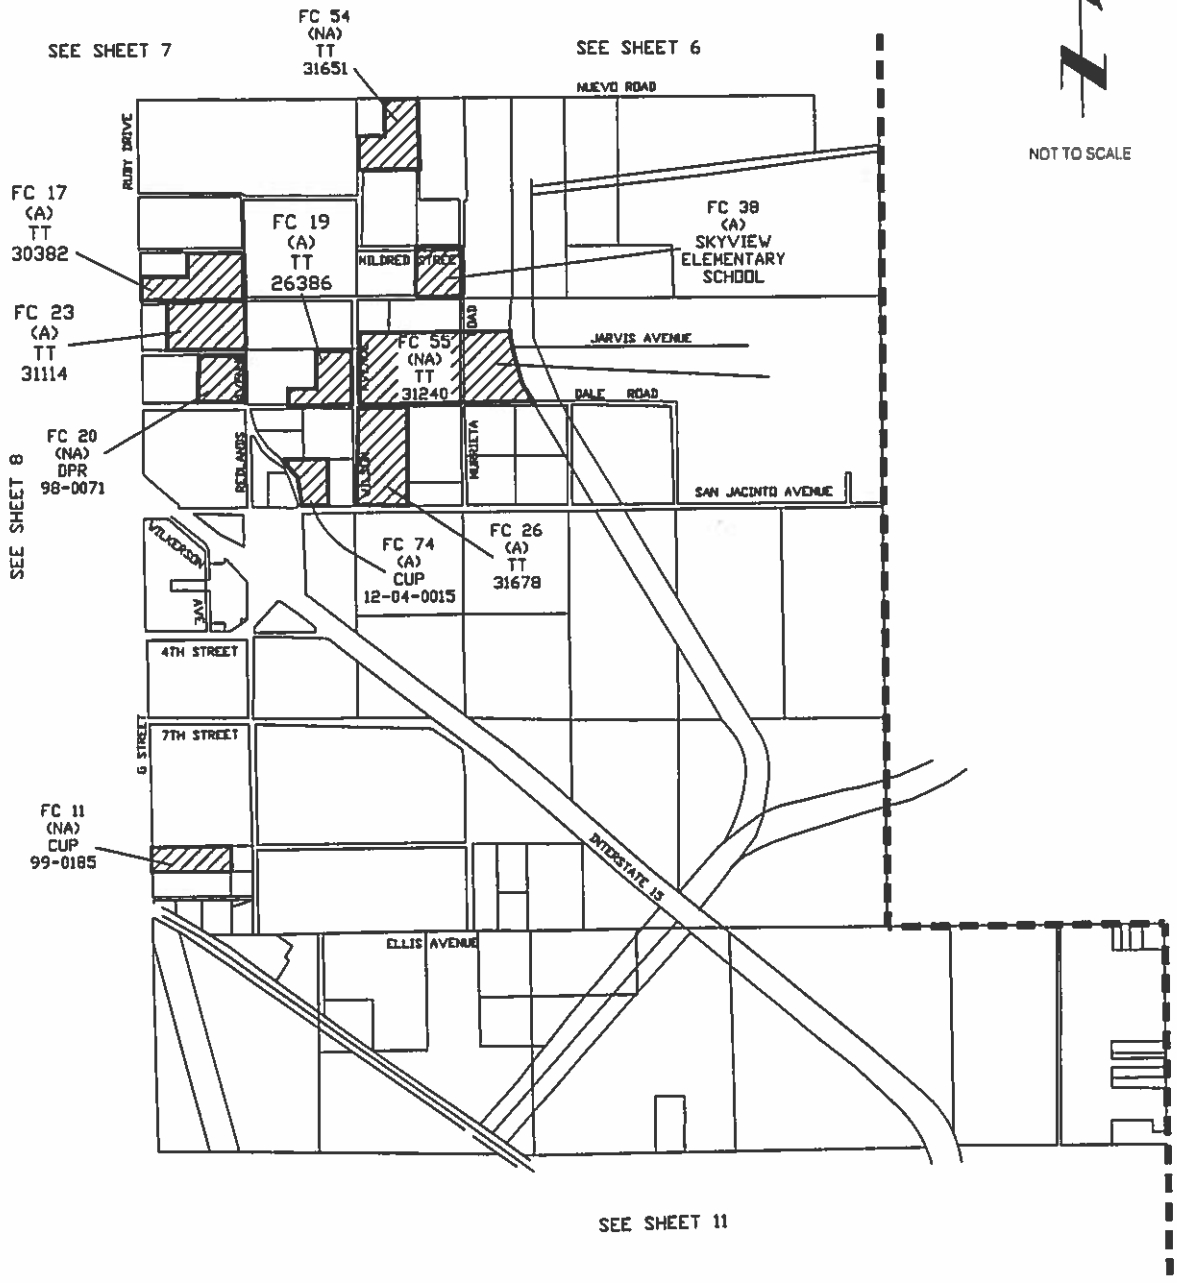 FC 54
(NA)
TT
31651
SEE SHEET 7
SEE SHEET 6
NUEVO ROAD
NOT TO SCALE
RUBY DRIVE
FC 17
(A)
TT
30382
FC 19
(A)
TT
26386
FC 38
(A)
SKYVIEW
ELEMENTARY
SCHOOL
MILDRED STREE
FC 23
(A)
TT
31114
OAD
JARVIS AVENUE
FC 55
(NA)
TT
31240
AVENUE
AVENUE
DALE ROAD
FC 20
(NA)
DPR
98-0071
REDLANDS
WILSON
MURRIETA
SAN JACINTO AVENUE
SEE SHEET 8
WILKERSON
AVE
FC 74
(A)
CUP
12-04-0015
FC 26
(A)
TT
31678
4TH STREET
G STREET
7TH STREET
FC 11
(NA)
CUP
99-0185
INTERSTATE 15
ELLIS AVENUE
SEE SHEET 11